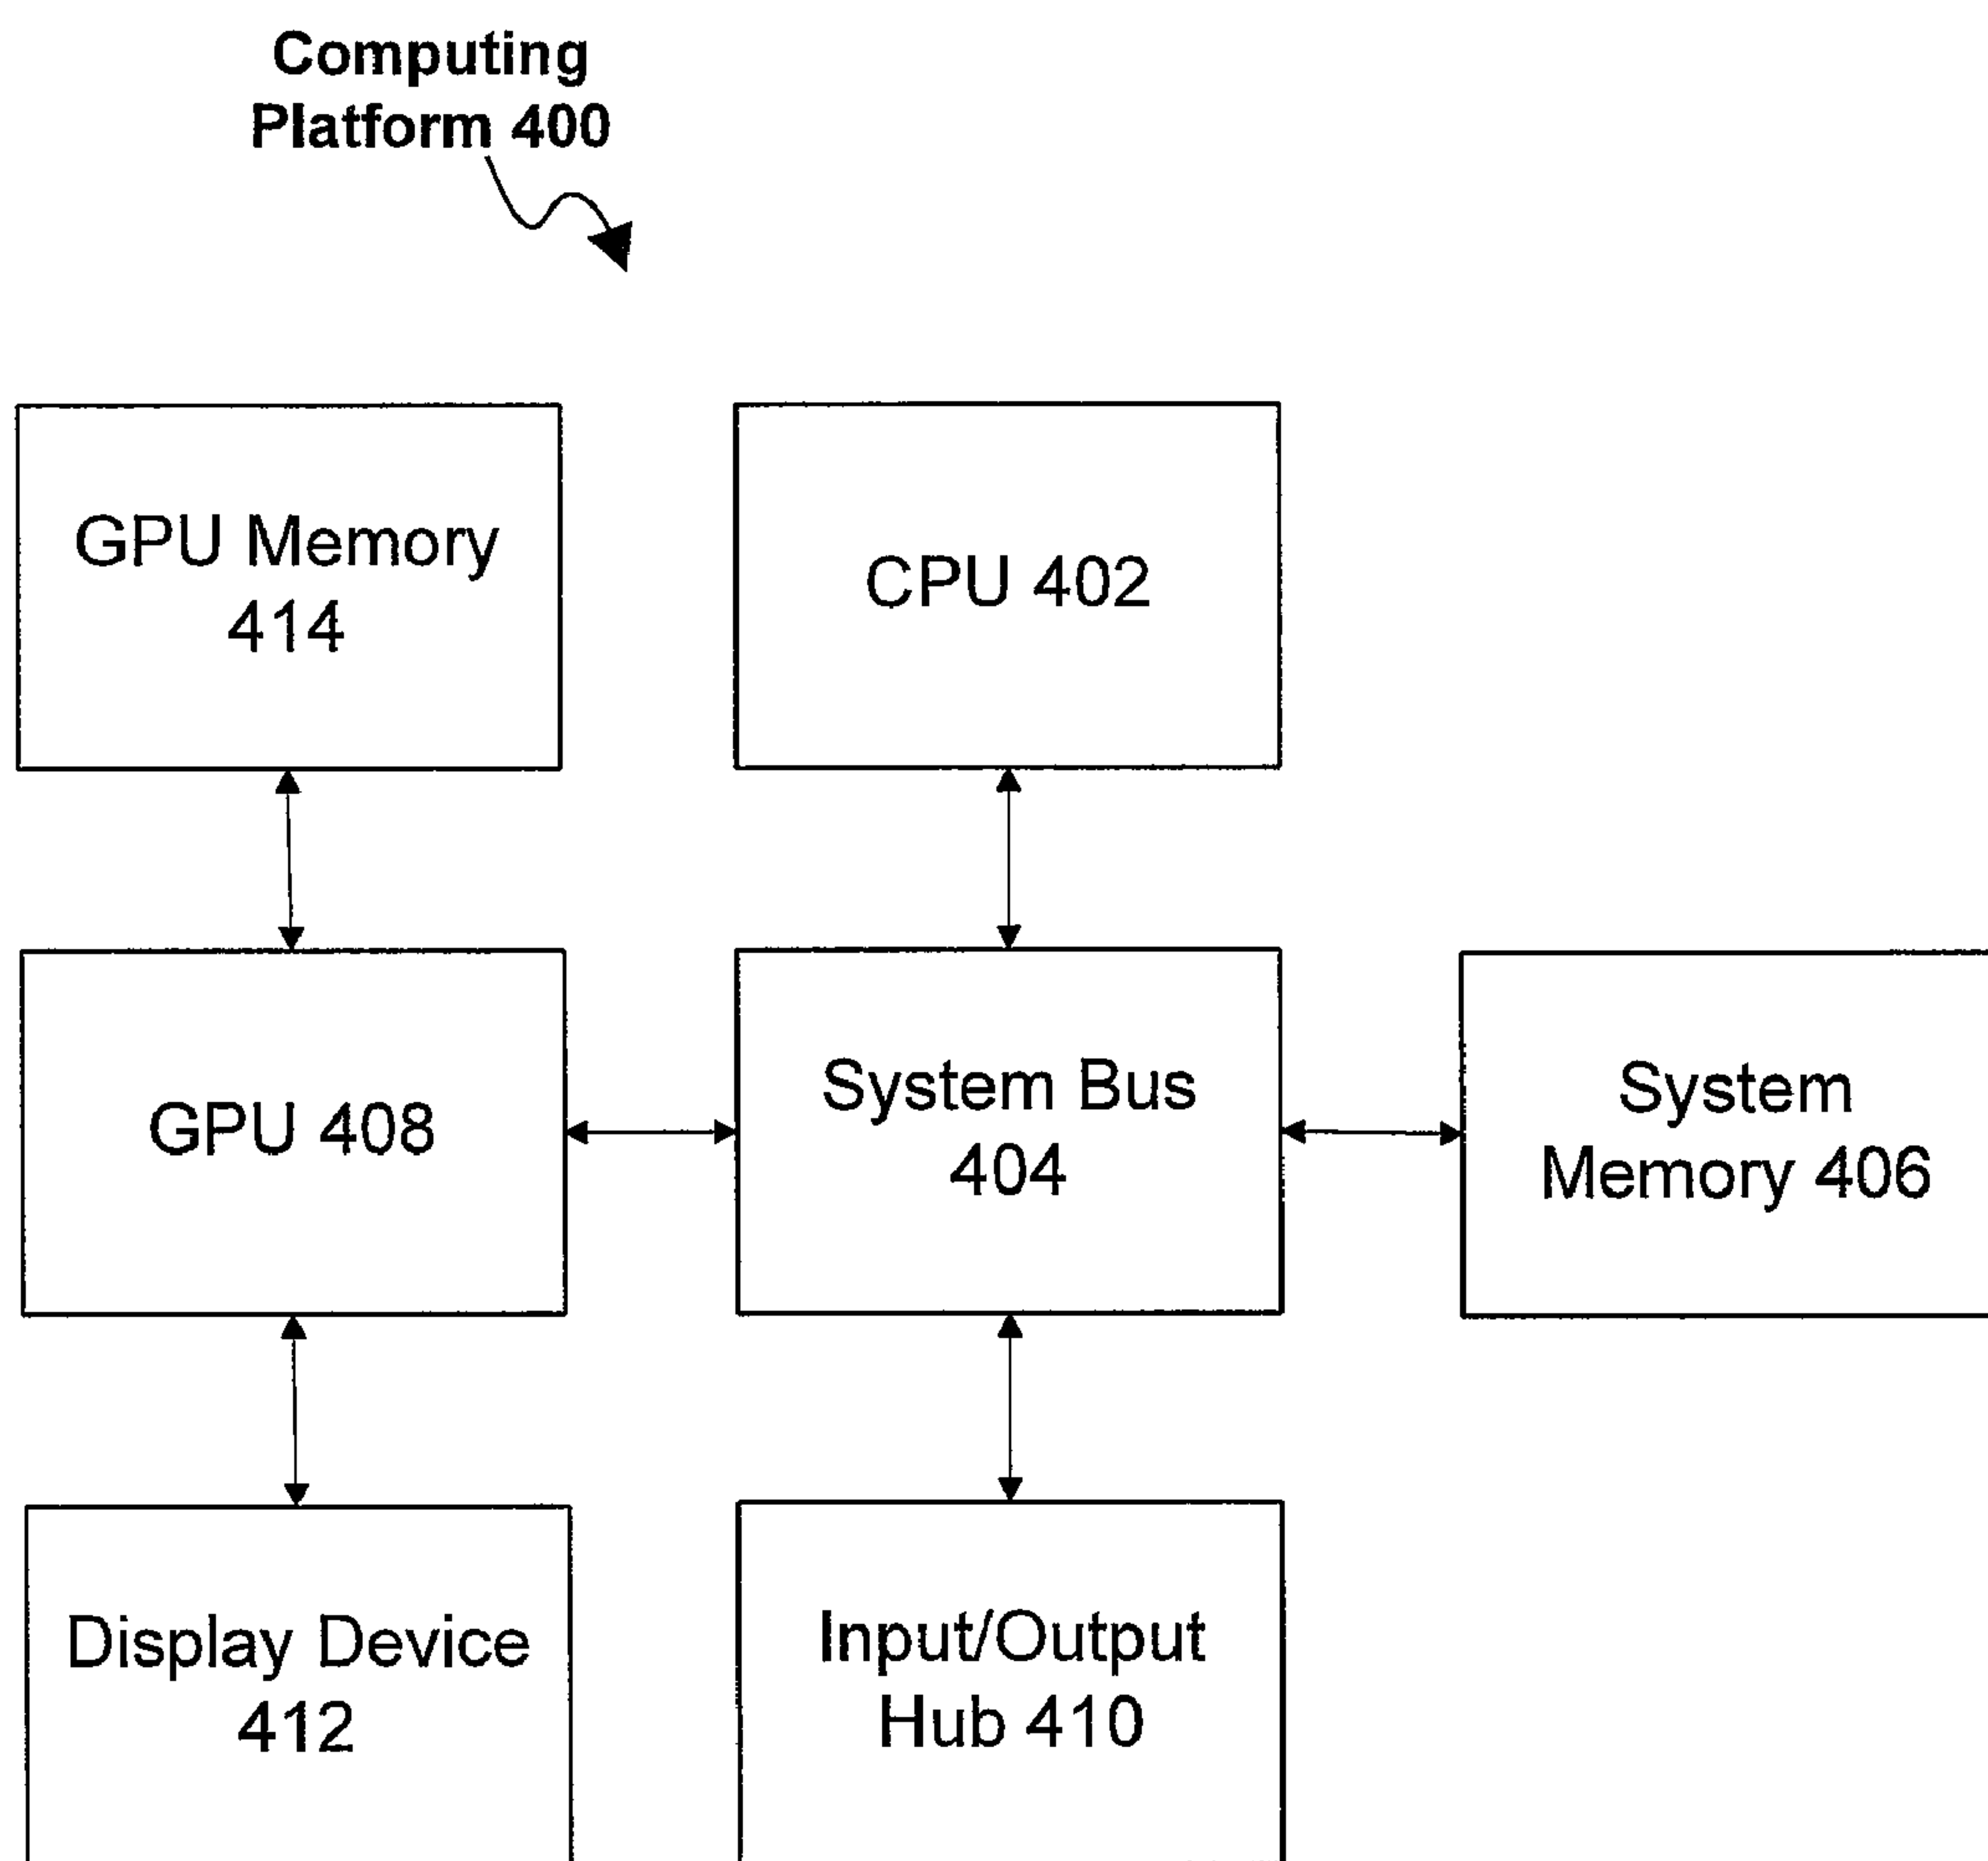 Computing
Platform 400
GPU Memory
414
CPU 402
GPU 408
System Bus
404
System
Memory 406
Display Device
412
Input/Output
Hub 410